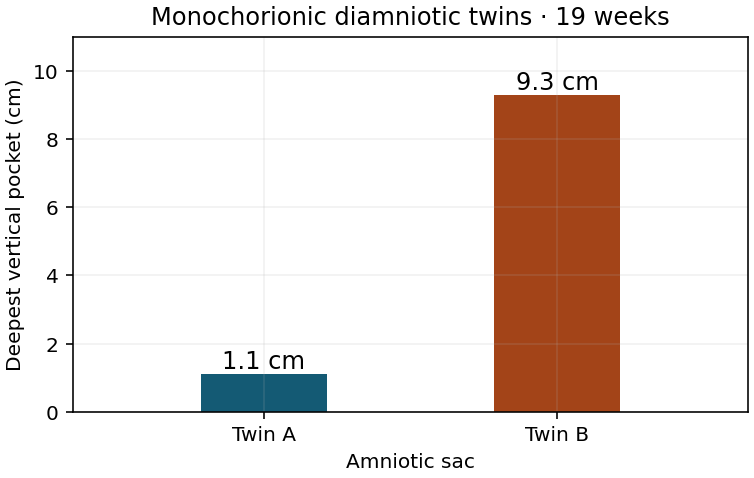 Monochorionic diamniotic twins · 19 weeks
Deepest vertical pocket (cm)
10
8
6
4
2
0
9.3 cm
1.1 cm
Twin A
Twin B
Amniotic sac